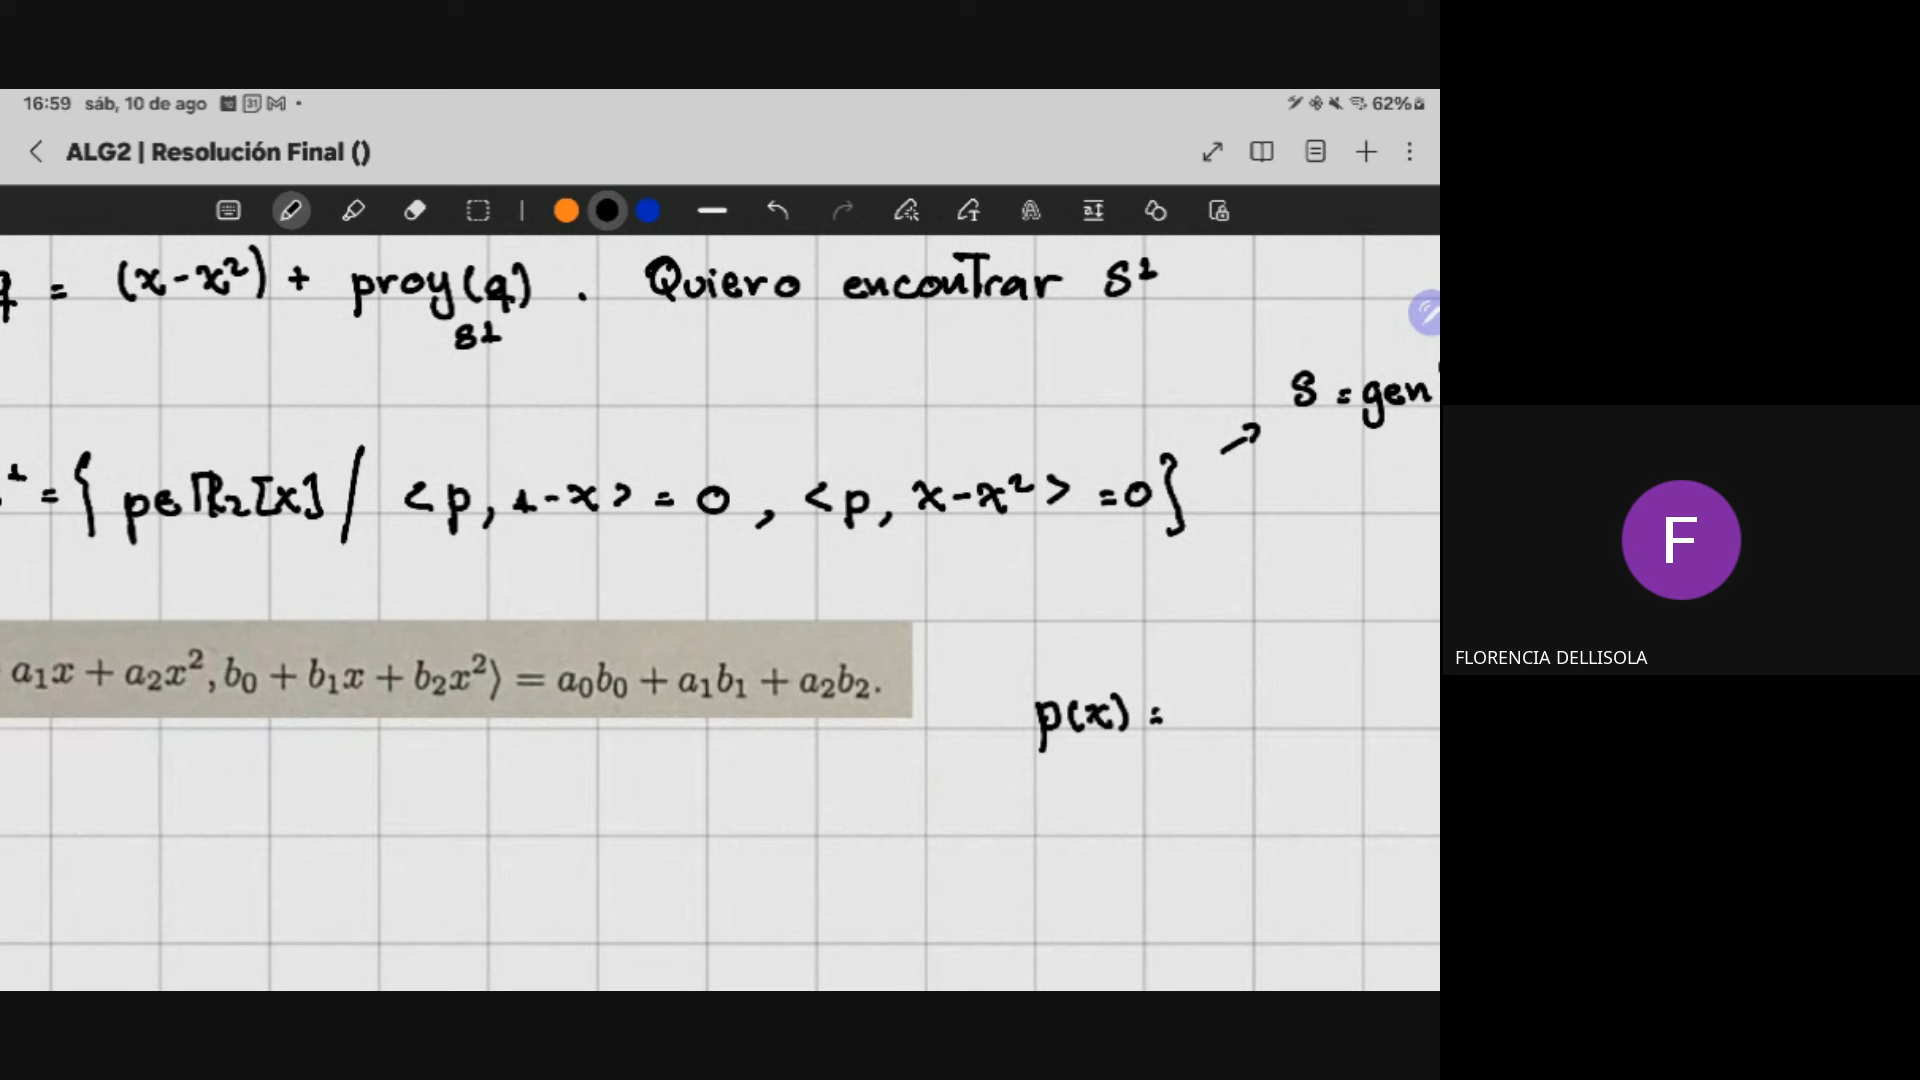 16:59 sáb, 10 de ago 31 62%
ALG2 | Resolución Final ()
q = (x-x²) + proy(q) . Quiero encontrar S⊥
S⊥
S = gen
⊥ = { p∈ℝ₂[x] / <p, 1-x> = 0 , <p, x-x²> = 0}
a₁x + a₂x², b₀ + b₁x + b₂x²⟩ = a₀b₀ + a₁b₁ + a₂b₂.
p(x) =
F
FLORENCIA DELLISOLA